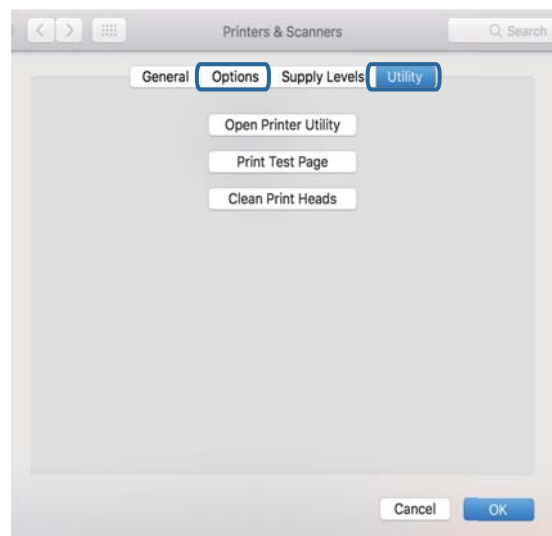 Printers & Scanners Search
General Options Supply Levels Utility
Open Printer Utility
Print Test Page
Clean Print Heads
Cancel OK